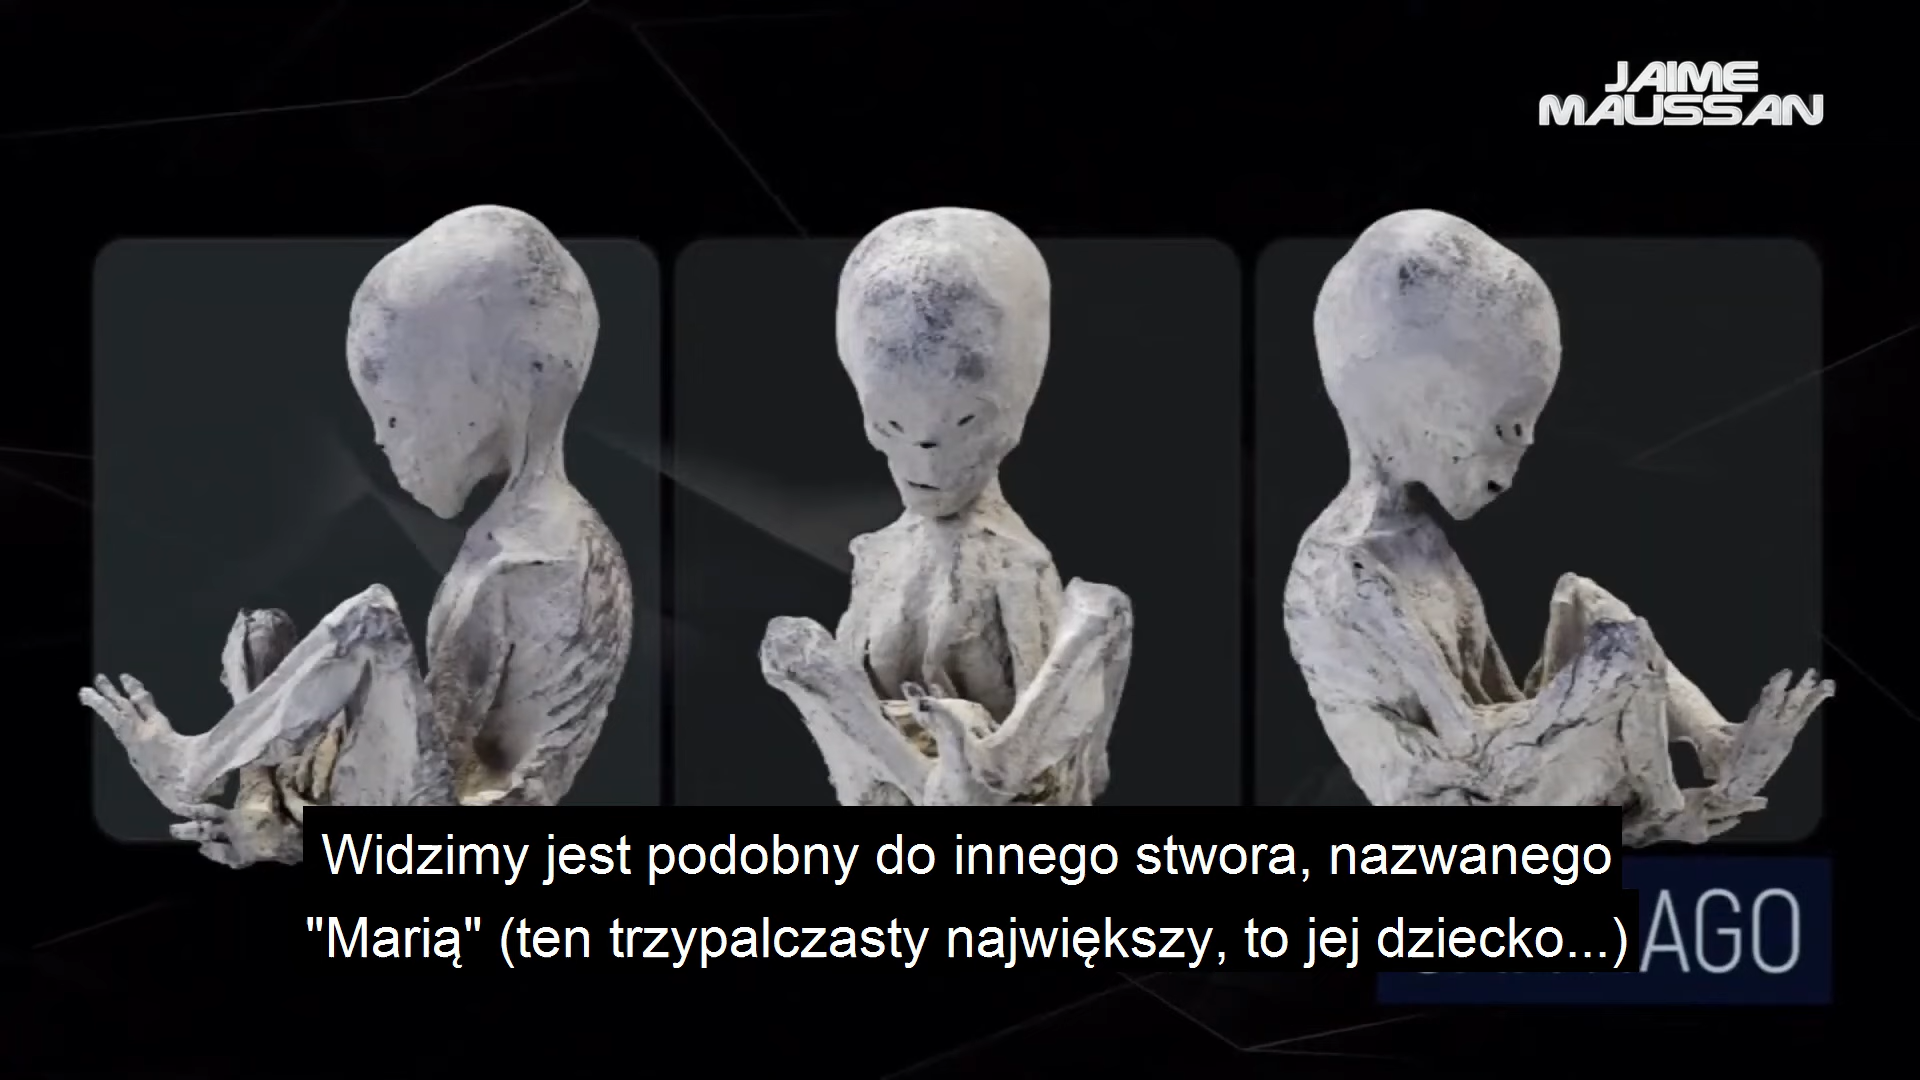 JAIME
MAUSSAN
Widzimy jest podobny do innego stwora, nazwanego
"Marią" (ten trzypalczasty największy, to jej dziecko...)
AGO